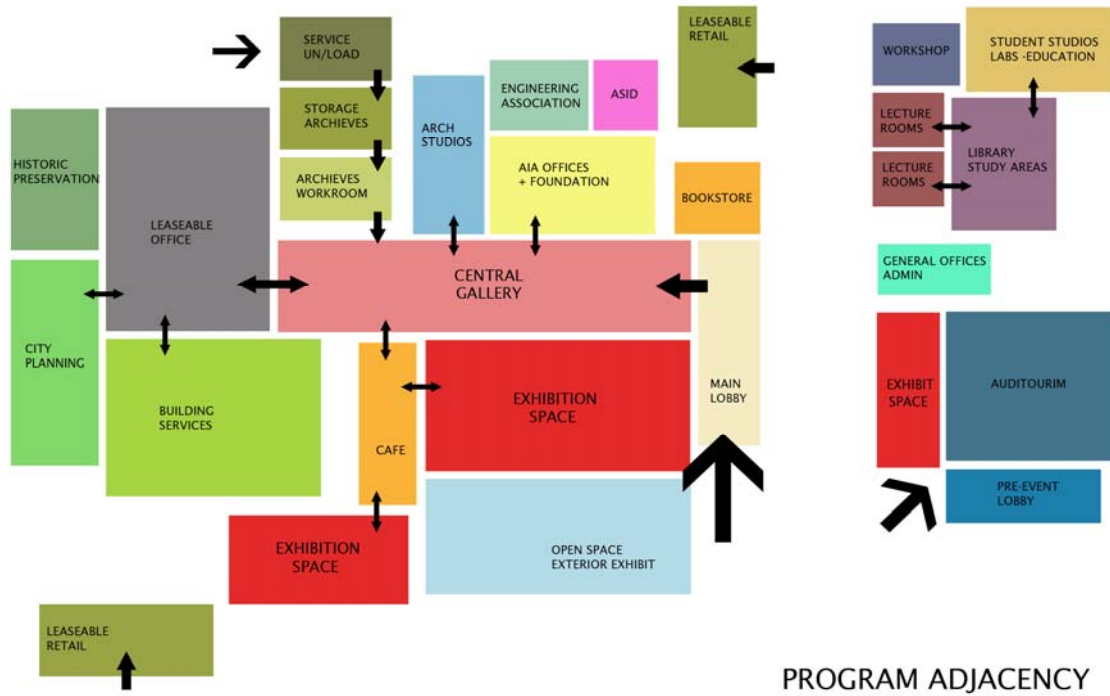 SERVICE
UN/LOAD
LEASEABLE
RETAIL
WORKSHOP
STUDENT STUDIOS
LABS -EDUCATION
STORAGE
ARCHIEVES
ARCH
STUDIOS
ENGINEERING
ASSOCIATION
ASID
LECTURE
ROOMS
HISTORIC
PRESERVATION
ARCHIEVES
WORKROOM
AIA OFFICES
+ FOUNDATION
LIBRARY
STUDY AREAS
LECTURE
ROOMS
BOOKSTORE
LEASEABLE
OFFICE
CENTRAL
GALLERY
GENERAL OFFICES
ADMIN
CITY
PLANNING
BUILDING
SERVICES
CAFE
EXHIBITION
SPACE
MAIN
LOBBY
EXHIBIT
SPACE
AUDITOURIM
PRE-EVENT
LOBBY
EXHIBITION
SPACE
OPEN SPACE
EXTERIOR EXHIBIT
LEASEABLE
RETAIL
PROGRAM ADJACENCY